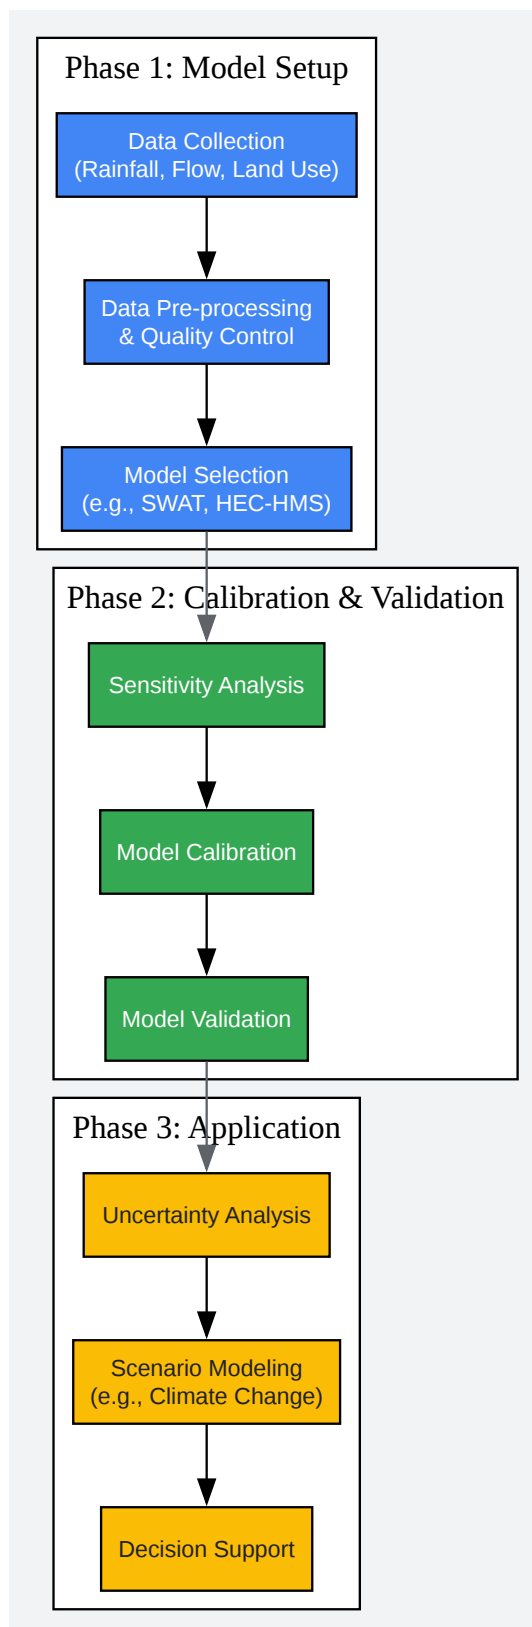 Phase 1: Model Setup
Data Collection
(Rainfall, Flow, Land Use)
Data Pre-processing
& Quality Control
Model Selection
(e.g., SWAT, HEC-HMS)
Phase 2: Calibration & Validation
Sensitivity Analysis
Model Calibration
Model Validation
Phase 3: Application
Uncertainty Analysis
Scenario Modeling
(e.g., Climate Change)
Decision Support